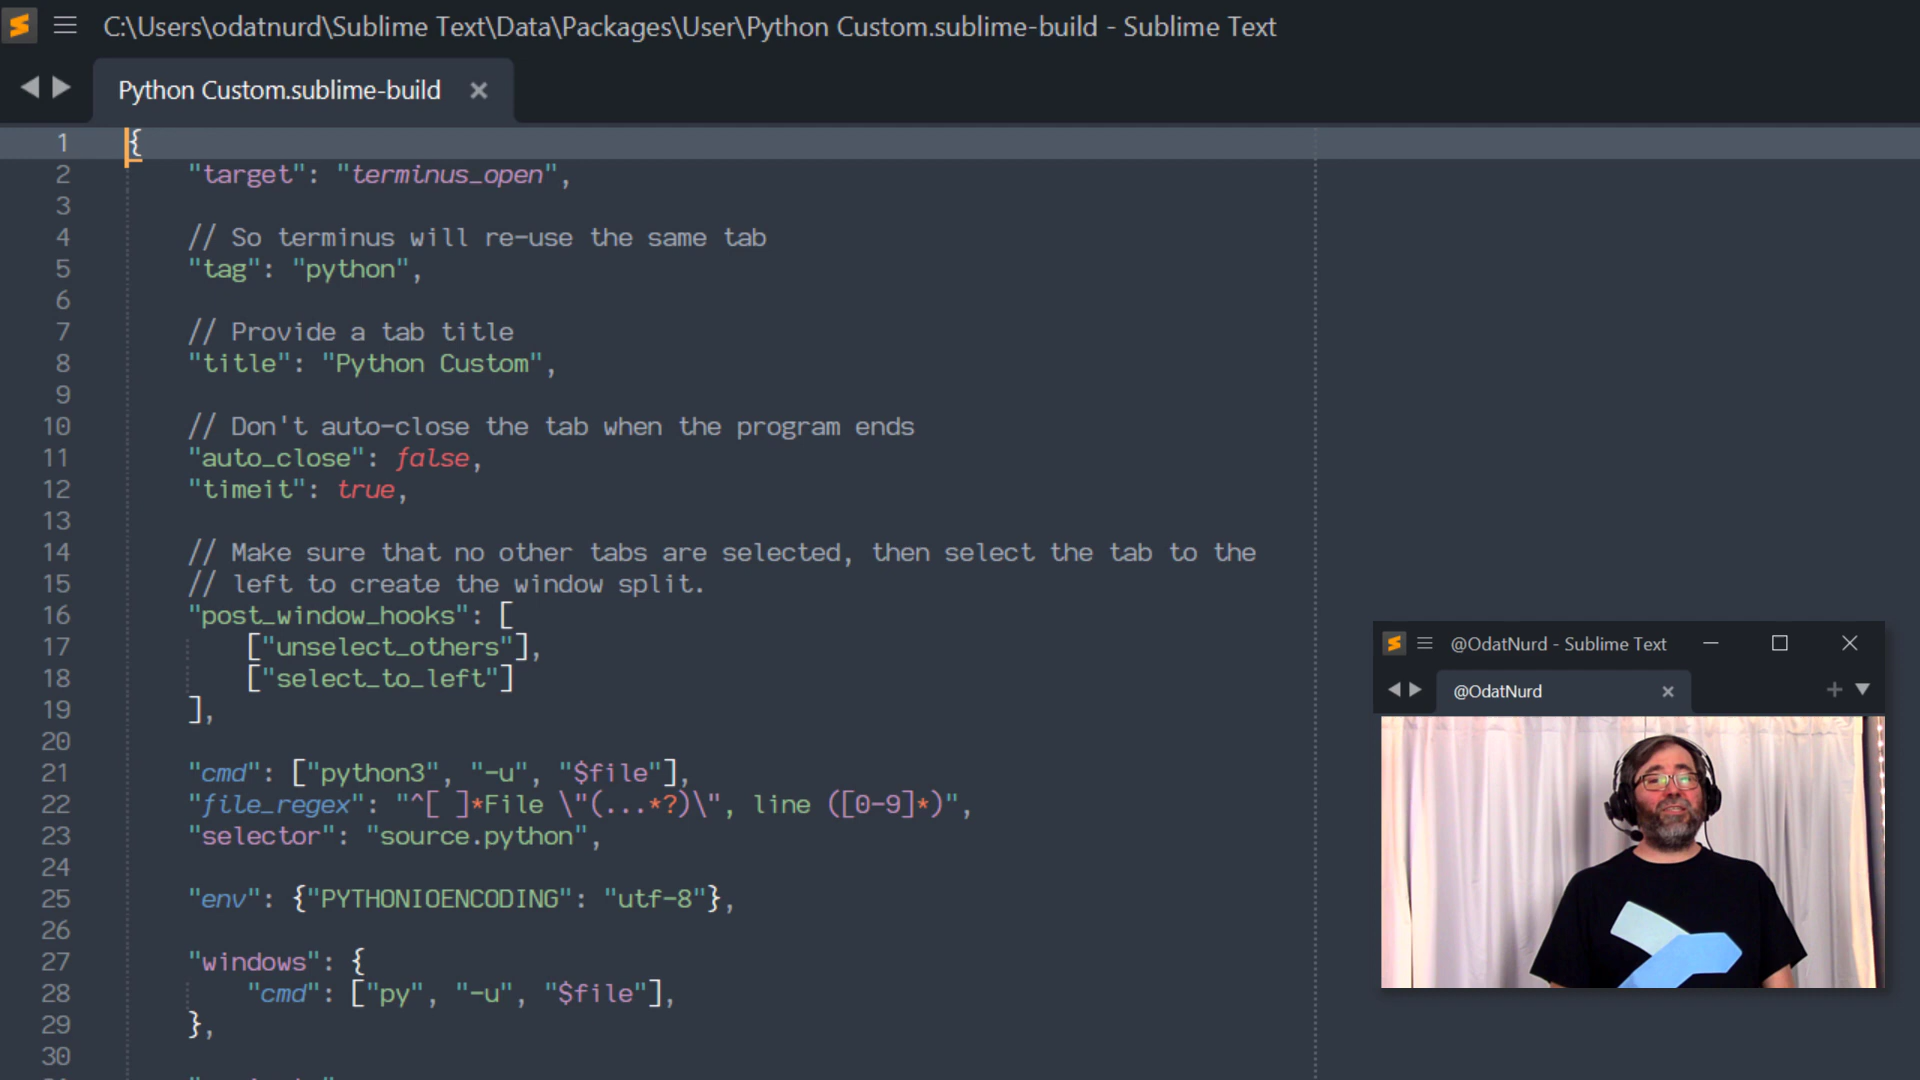 C:\Users\odatnurd\Sublime Text\Data\Packages\User\Python Custom.sublime-build - Sublime Text
Python Custom.sublime-build
1 {
2 "target": "terminus_open",
3
4 // So terminus will re-use the same tab
5 "tag": "python",
6
7 // Provide a tab title
8 "title": "Python Custom",
9
10 // Don't auto-close the tab when the program ends
11 "auto_close": false,
12 "timeit": true,
13
14 // Make sure that no other tabs are selected, then select the tab to the
15 // left to create the window split.
16 "post_window_hooks": [
17 ["unselect_others"],
18 ["select_to_left"]
19 ],
20
21 "cmd": ["python3", "-u", "$file"],
22 "file_regex": "^[ ]*File \"(...*?)\", line ([0-9]*)",
23 "selector": "source.python",
24
25 "env": {"PYTHONIOENCODING": "utf-8"},
26
27 "windows": {
28 "cmd": ["py", "-u", "$file"],
29 },
30
@OdatNurd - Sublime Text
@OdatNurd